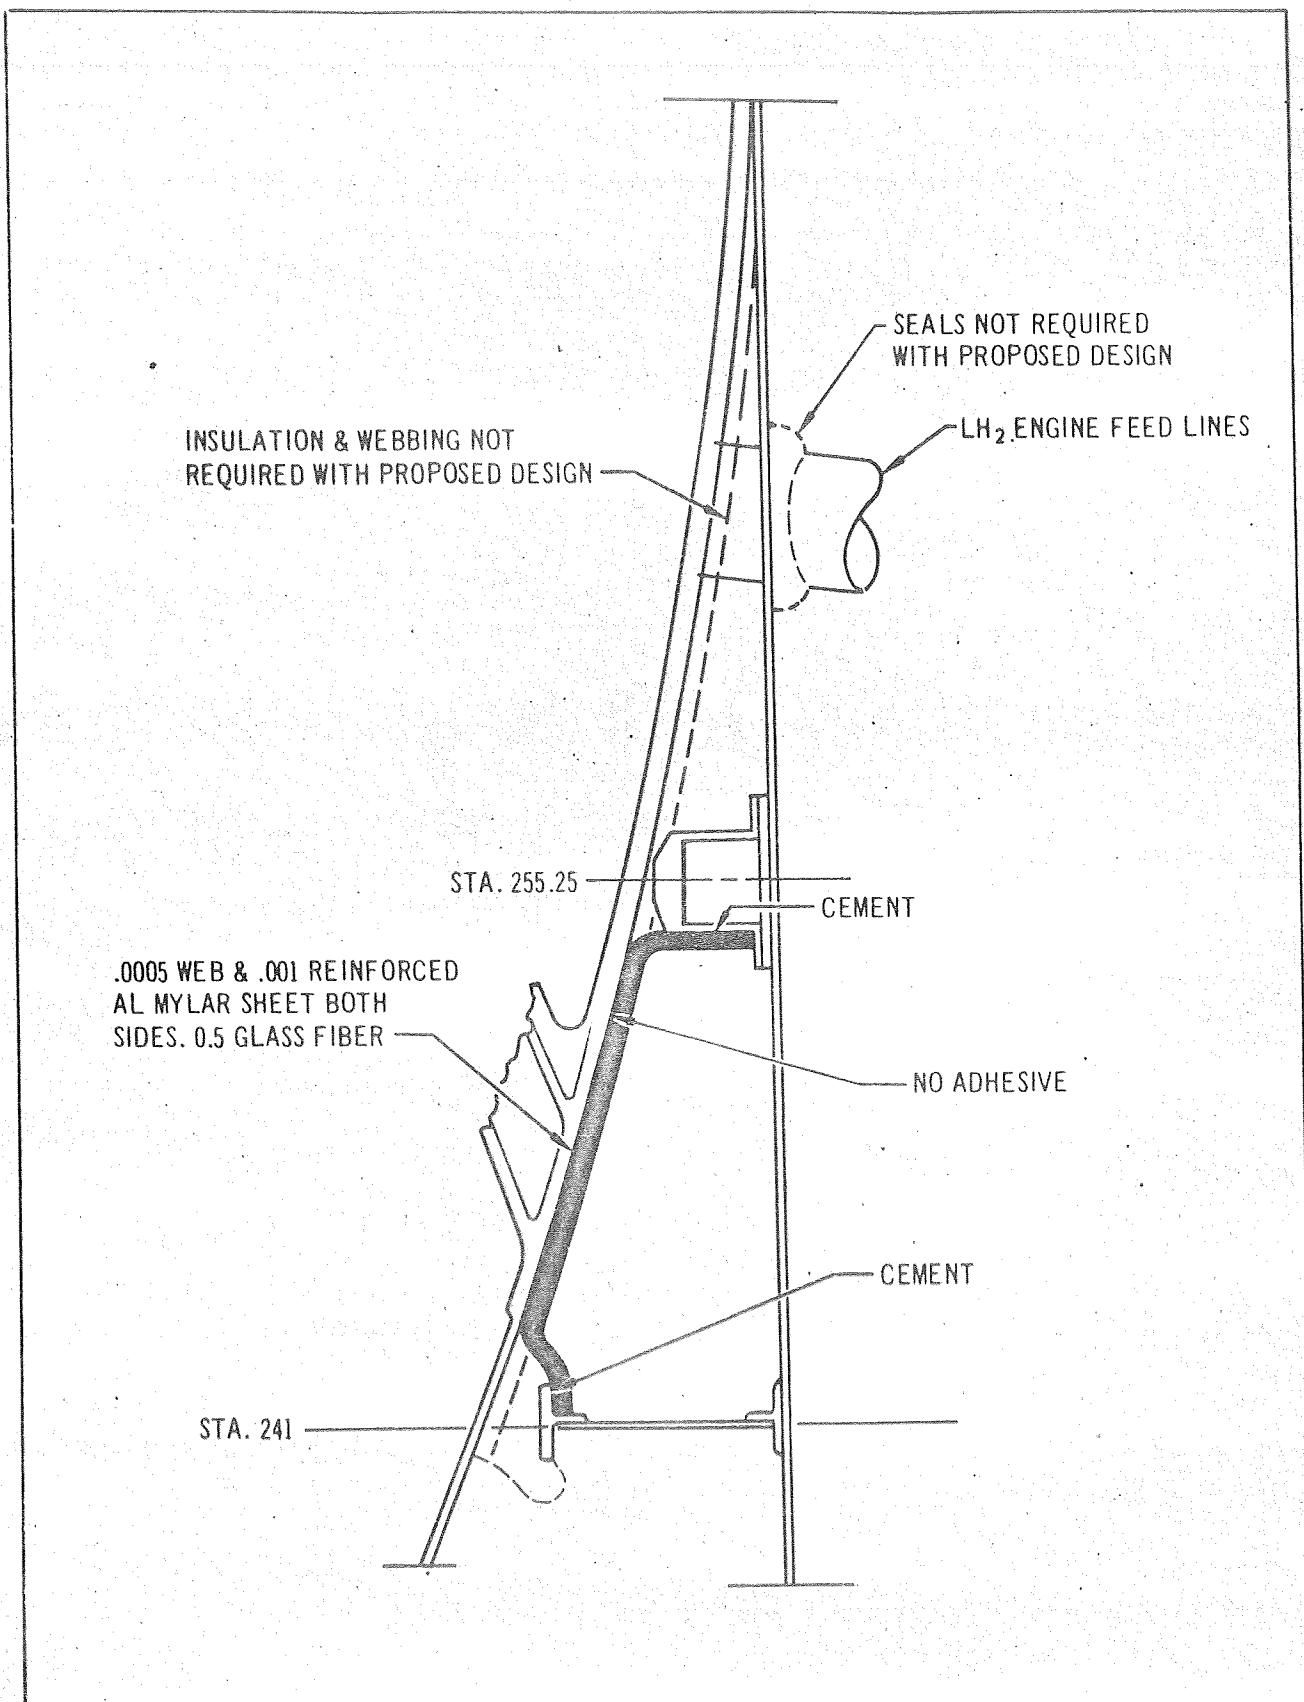 SEALS NOT REQUIRED
WITH PROPOSED DESIGN
LH₂ ENGINE FEED LINES
INSULATION & WEBBING NOT
REQUIRED WITH PROPOSED DESIGN
STA. 255.25
CEMENT
.0005 WEB & .001 REINFORCED
AL MYLAR SHEET BOTH
SIDES. 0.5 GLASS FIBER
NO ADHESIVE
CEMENT
STA. 241